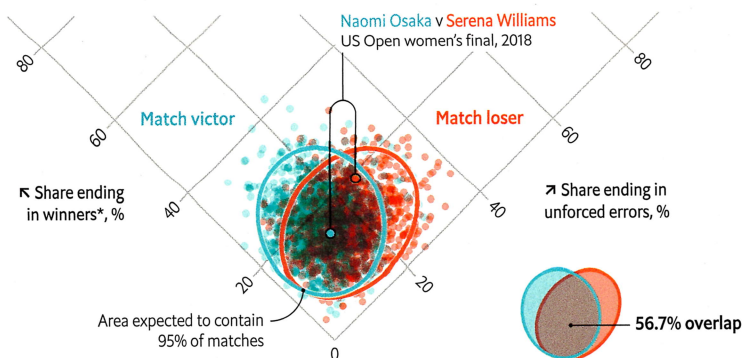 Naomi Osaka v Serena Williams
US Open women's final, 2018
80
80
Match victor
Match loser
60
60
↖ Share ending
in winners*, %
↗ Share ending in
unforced errors, %
40
40
20
20
Area expected to contain
95% of matches
56.7% overlap
0